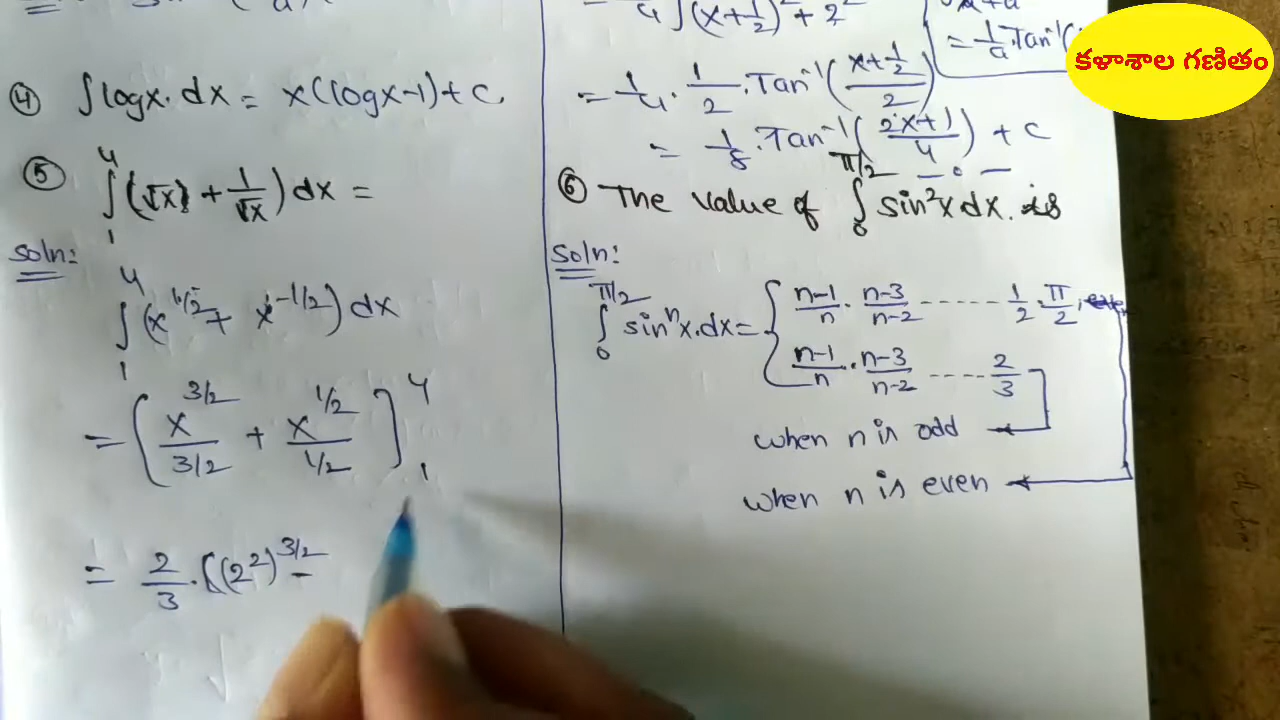 ④ ∫logx. dx = x(logx-1)+c
⑤ ∫₁⁴ (√x + 1/√x) dx =
Soln:
∫₁⁴ (x^1/2 + x^-1/2) dx
= [x^3/2 / 3/2 + x^1/2 / 1/2]₁⁴
= 2/3 . ((2²)^3/2
∫(x+1/2)² + 2²
= 1/4 . 1/2 . Tan⁻¹((x+1/2)/2)
= 1/8 . Tan⁻¹((2x+1)/4) + c
= 1/a . Tan⁻¹(
కళాశాల గణితం
⑥ The value of ∫₀^π/2 sin²x dx. is
Soln:
∫₀^π/2 sinⁿx.dx = { n-1/n . n-3/n-2 ------ 1/2 . π/2,
n-1/n . n-3/n-2 ---- 2/3
when n is odd
when n is even